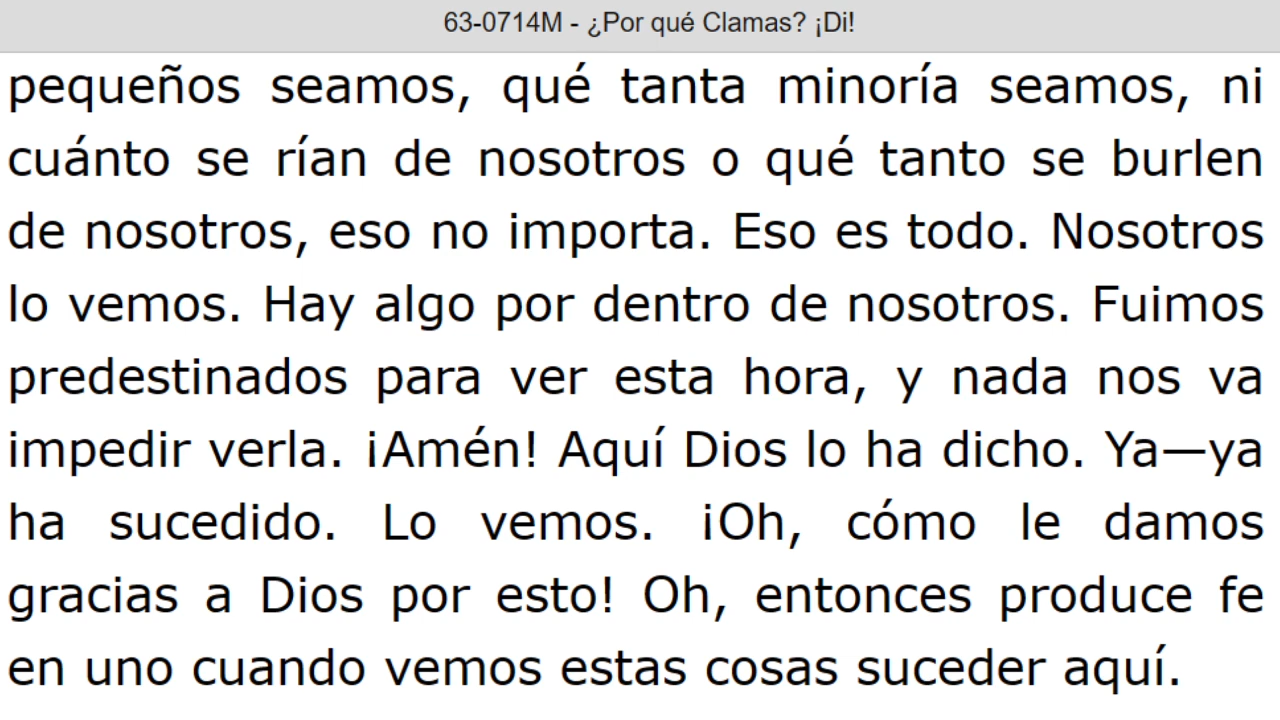 63-0714M - ¿Por qué Clamas? ¡Di!
pequeños seamos, qué tanta minoría seamos, ni
cuánto se rían de nosotros o qué tanto se burlen
de nosotros, eso no importa. Eso es todo. Nosotros
lo vemos. Hay algo por dentro de nosotros. Fuimos
predestinados para ver esta hora, y nada nos va
impedir verla. ¡Amén! Aquí Dios lo ha dicho. Ya—ya
ha sucedido. Lo vemos. ¡Oh, cómo le damos
gracias a Dios por esto! Oh, entonces produce fe
en uno cuando vemos estas cosas suceder aquí.